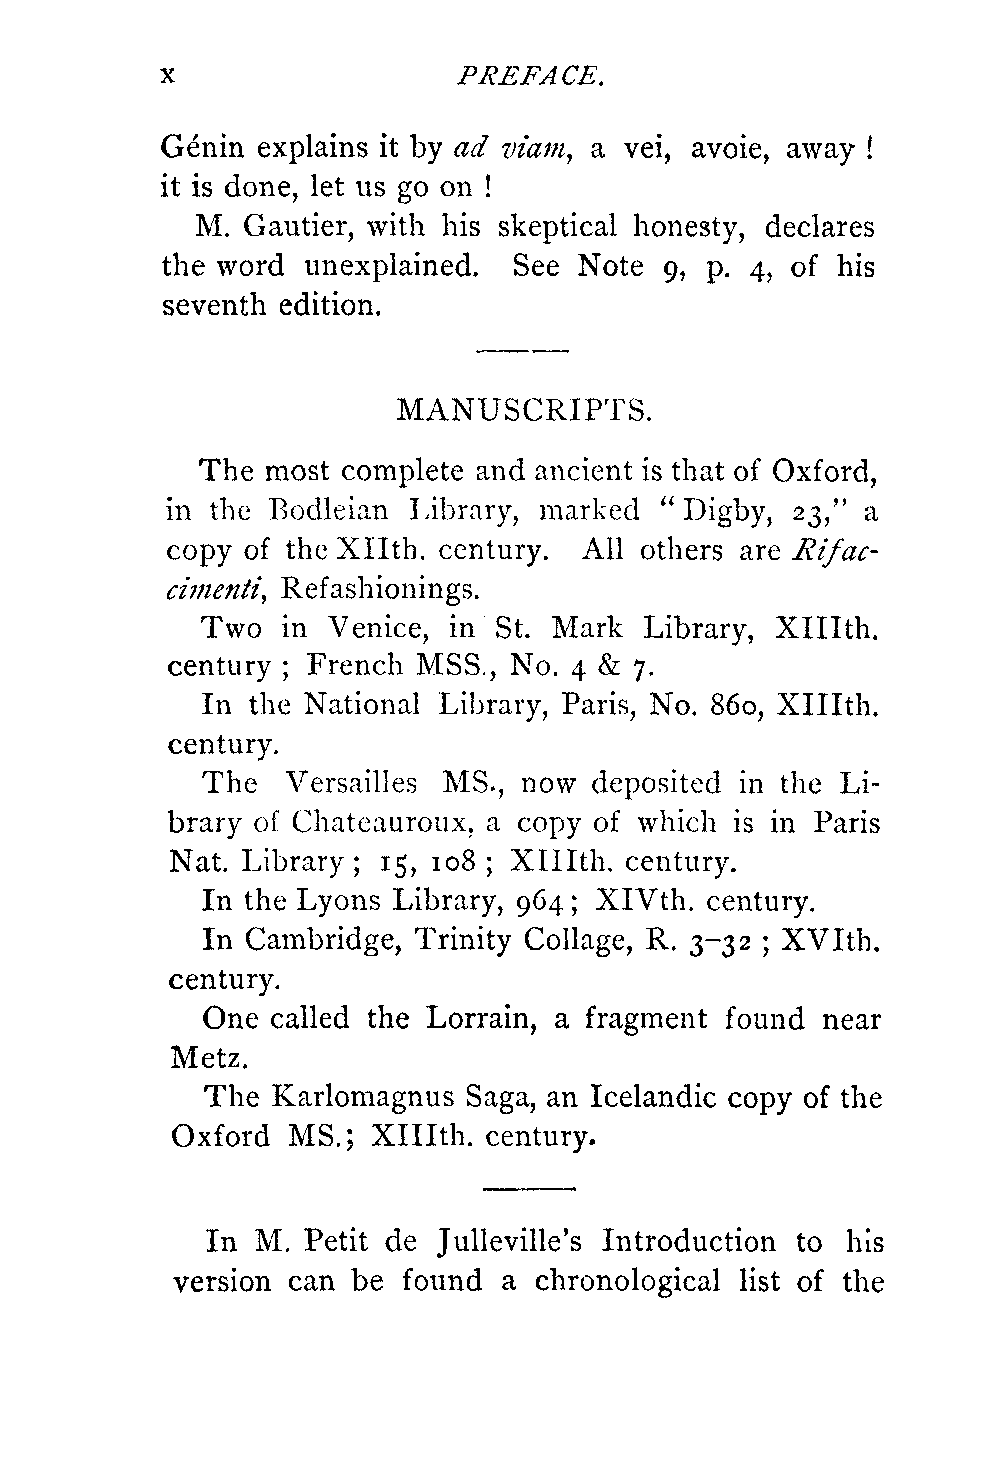 x PREFACE.
Génin explains it by ad viam, a vei, avoie, away !
it is done, let us go on !
M. Gautier, with his skeptical honesty, declares
the word unexplained. See Note 9, p. 4, of his
seventh edition.
MANUSCRIPTS.
The most complete and ancient is that of Oxford,
in the Bodleian Library, marked “Digby, 23,” a
copy of the XIIth. century. All others are Rifac-
cimenti, Refashionings.
Two in Venice, in St. Mark Library, XIIIth.
century ; French MSS., No. 4 & 7.
In the National Library, Paris, No. 860, XIIIth.
century.
The Versailles MS., now deposited in the Li-
brary of Chateauroux, a copy of which is in Paris
Nat. Library ; 15, 108 ; XIIIth. century.
In the Lyons Library, 964 ; XIVth. century.
In Cambridge, Trinity Collage, R. 3–32 ; XVIth.
century.
One called the Lorrain, a fragment found near
Metz.
The Karlomagnus Saga, an Icelandic copy of the
Oxford MS.; XIIIth. century.
In M. Petit de Julleville’s Introduction to his
version can be found a chronological list of the